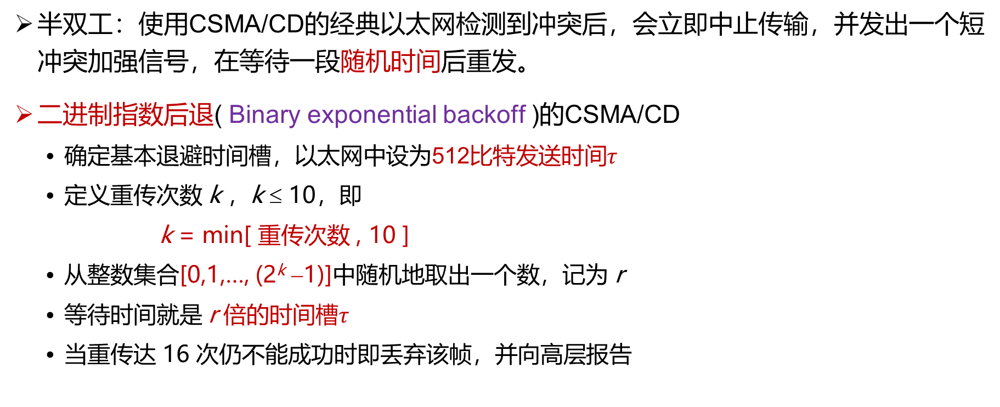 ➢半双工：使用CSMA/CD的经典以太网检测到冲突后，会立即中止传输，并发出一个短
冲突加强信号，在等待一段随机时间后重发。
➢二进制指数后退( Binary exponential backoff )的CSMA/CD
• 确定基本退避时间槽，以太网中设为512比特发送时间τ
• 定义重传次数 k ，k ≤ 10，即
k = min[ 重传次数 , 10 ]
• 从整数集合[0,1,…, (2ᵏ –1)]中随机地取出一个数，记为 r
• 等待时间就是 r 倍的时间槽τ
• 当重传达 16 次仍不能成功时即丢弃该帧，并向高层报告